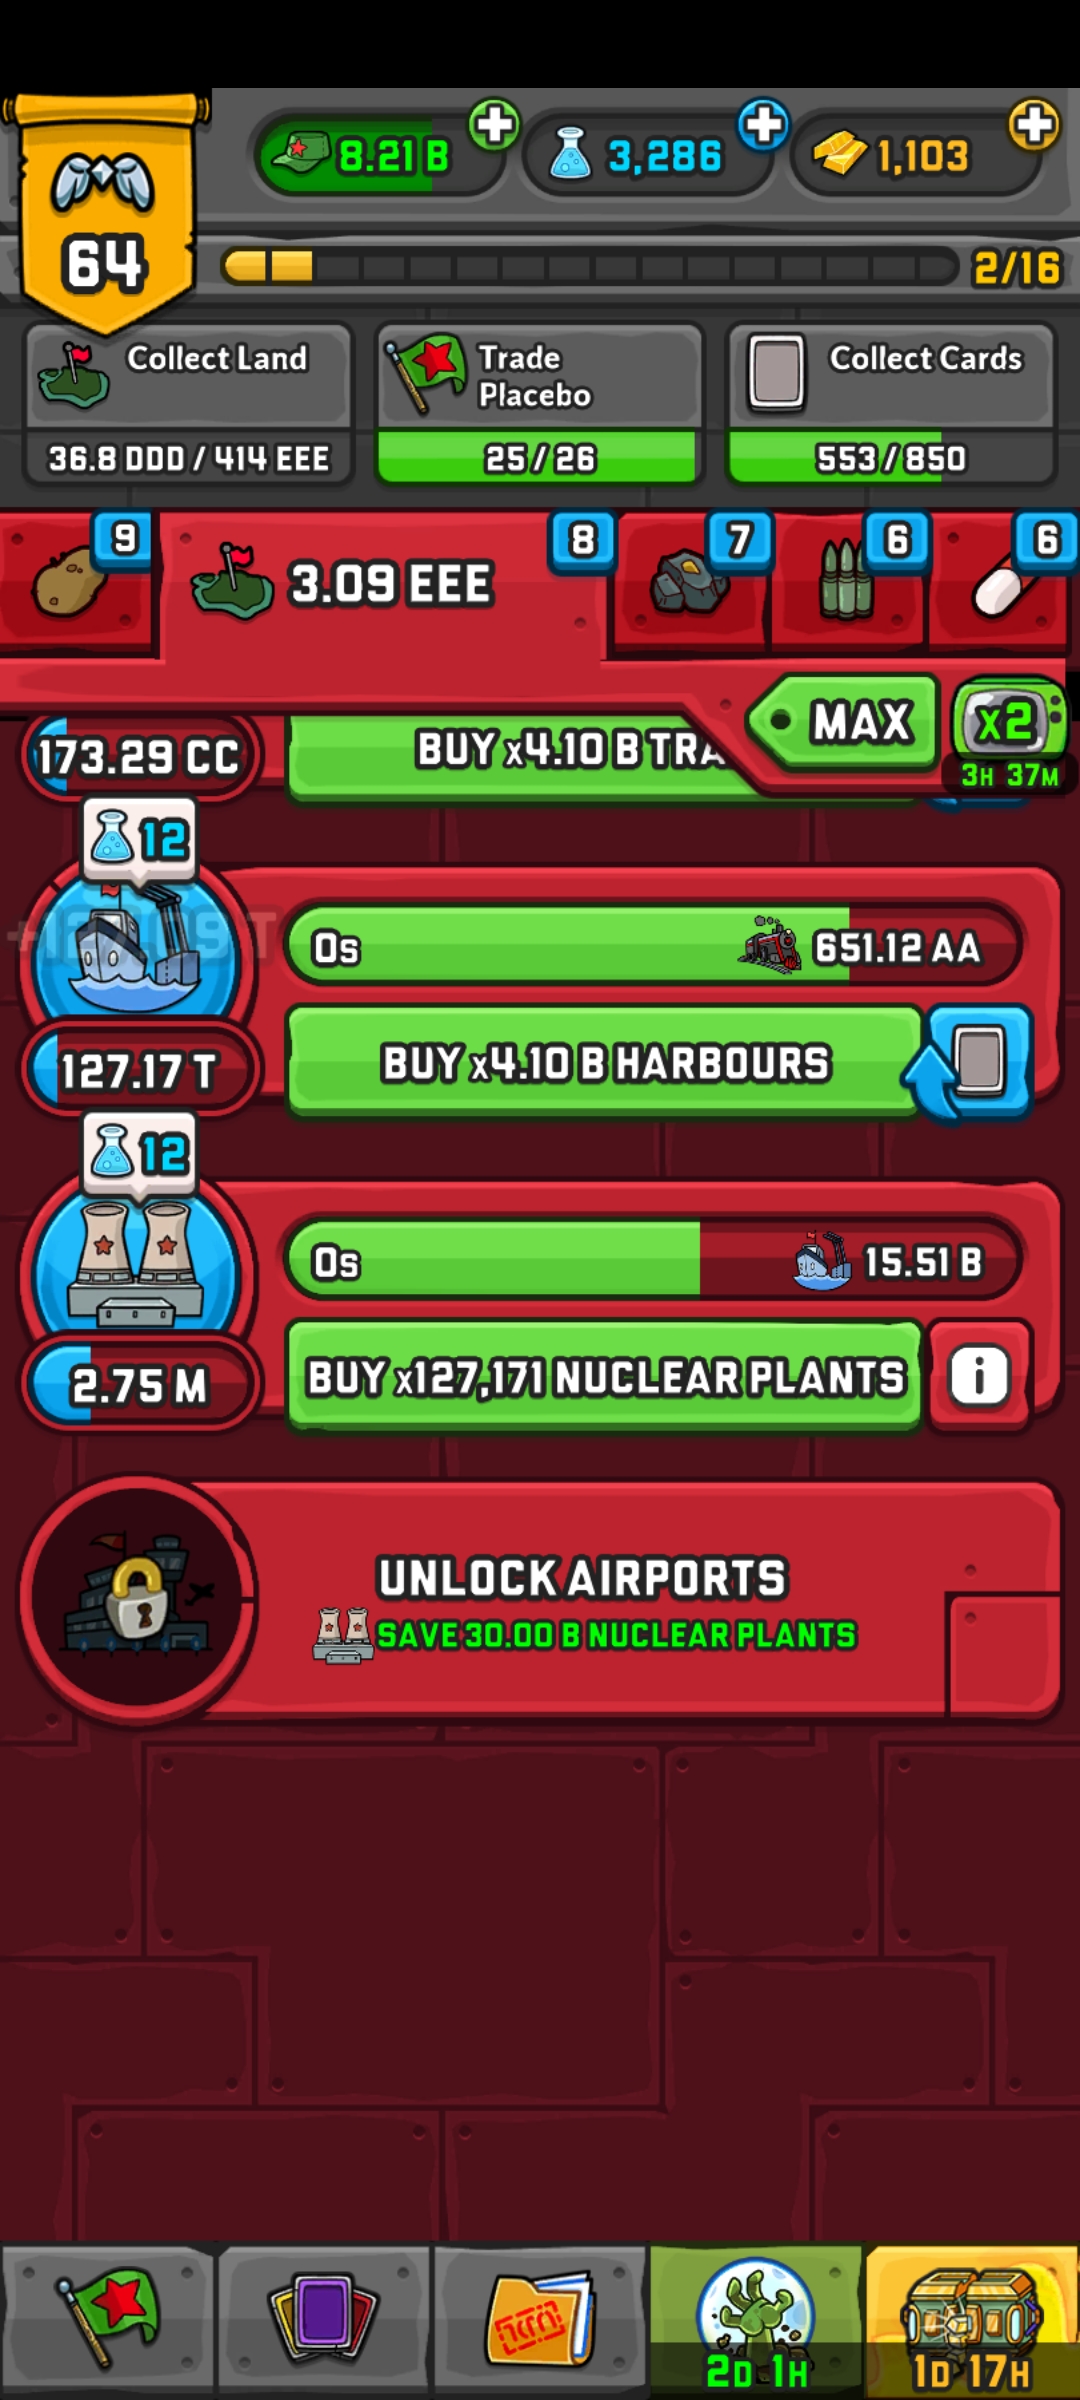 8.21 B
3,286
1,103
64
2/16
Collect Land
36.8 DDD / 414 EEE
Trade
Placebo
25 / 26
Collect Cards
553 / 850
9
3.09 EEE
8
7
6
6
MAX
x2
3H 37M
173.29 CC
BUY x4.10 B TRA
12
0s
651.12 AA
127.17 T
BUY x4.10 B HARBOURS
12
0s
15.51 B
2.75 M
BUY x127,171 NUCLEAR PLANTS
i
UNLOCK AIRPORTS
SAVE 30.00 B NUCLEAR PLANTS
2D 1H
1D 17H